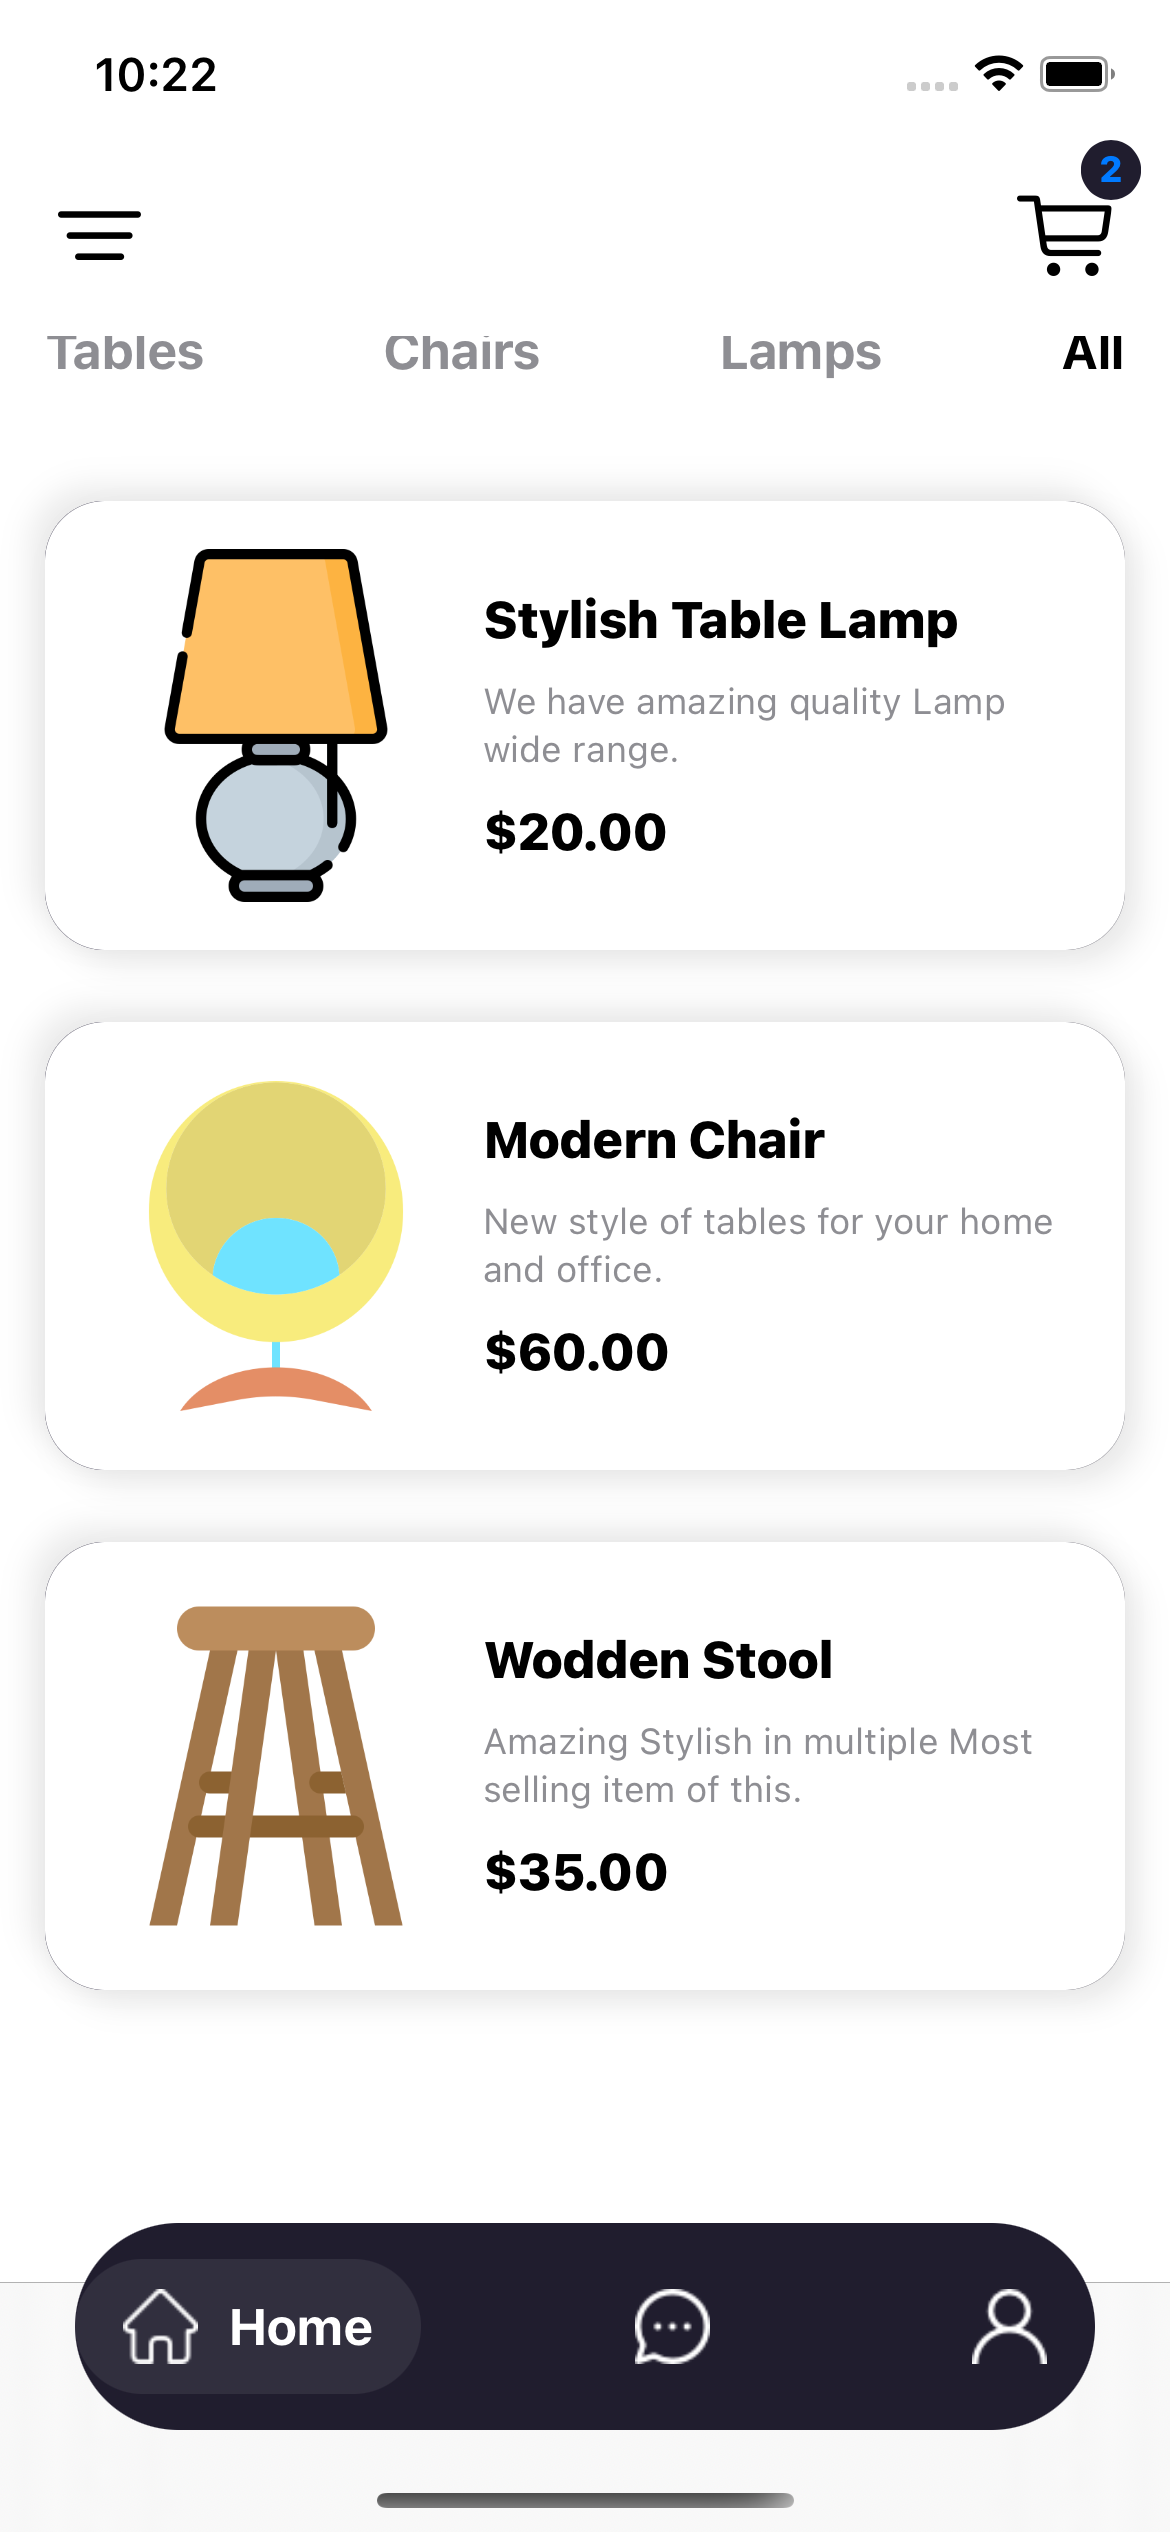 10:22
2
Tables Chairs Lamps All
Stylish Table Lamp
We have amazing quality Lamp
wide range.
$20.00
Modern Chair
New style of tables for your home
and office.
$60.00
Wodden Stool
Amazing Stylish in multiple Most
selling item of this.
$35.00
Home